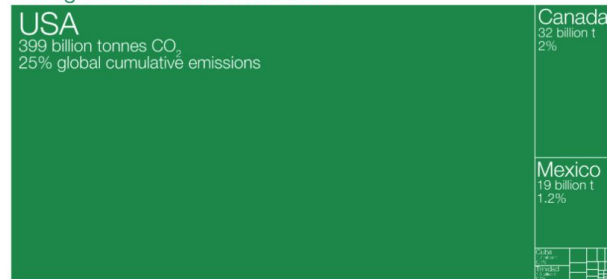 USA
399 billion tonnes CO₂
25% global cumulative emissions
Canada
32 billion t
2%
Mexico
19 billion t
1.2%
Cuba
Trinidad